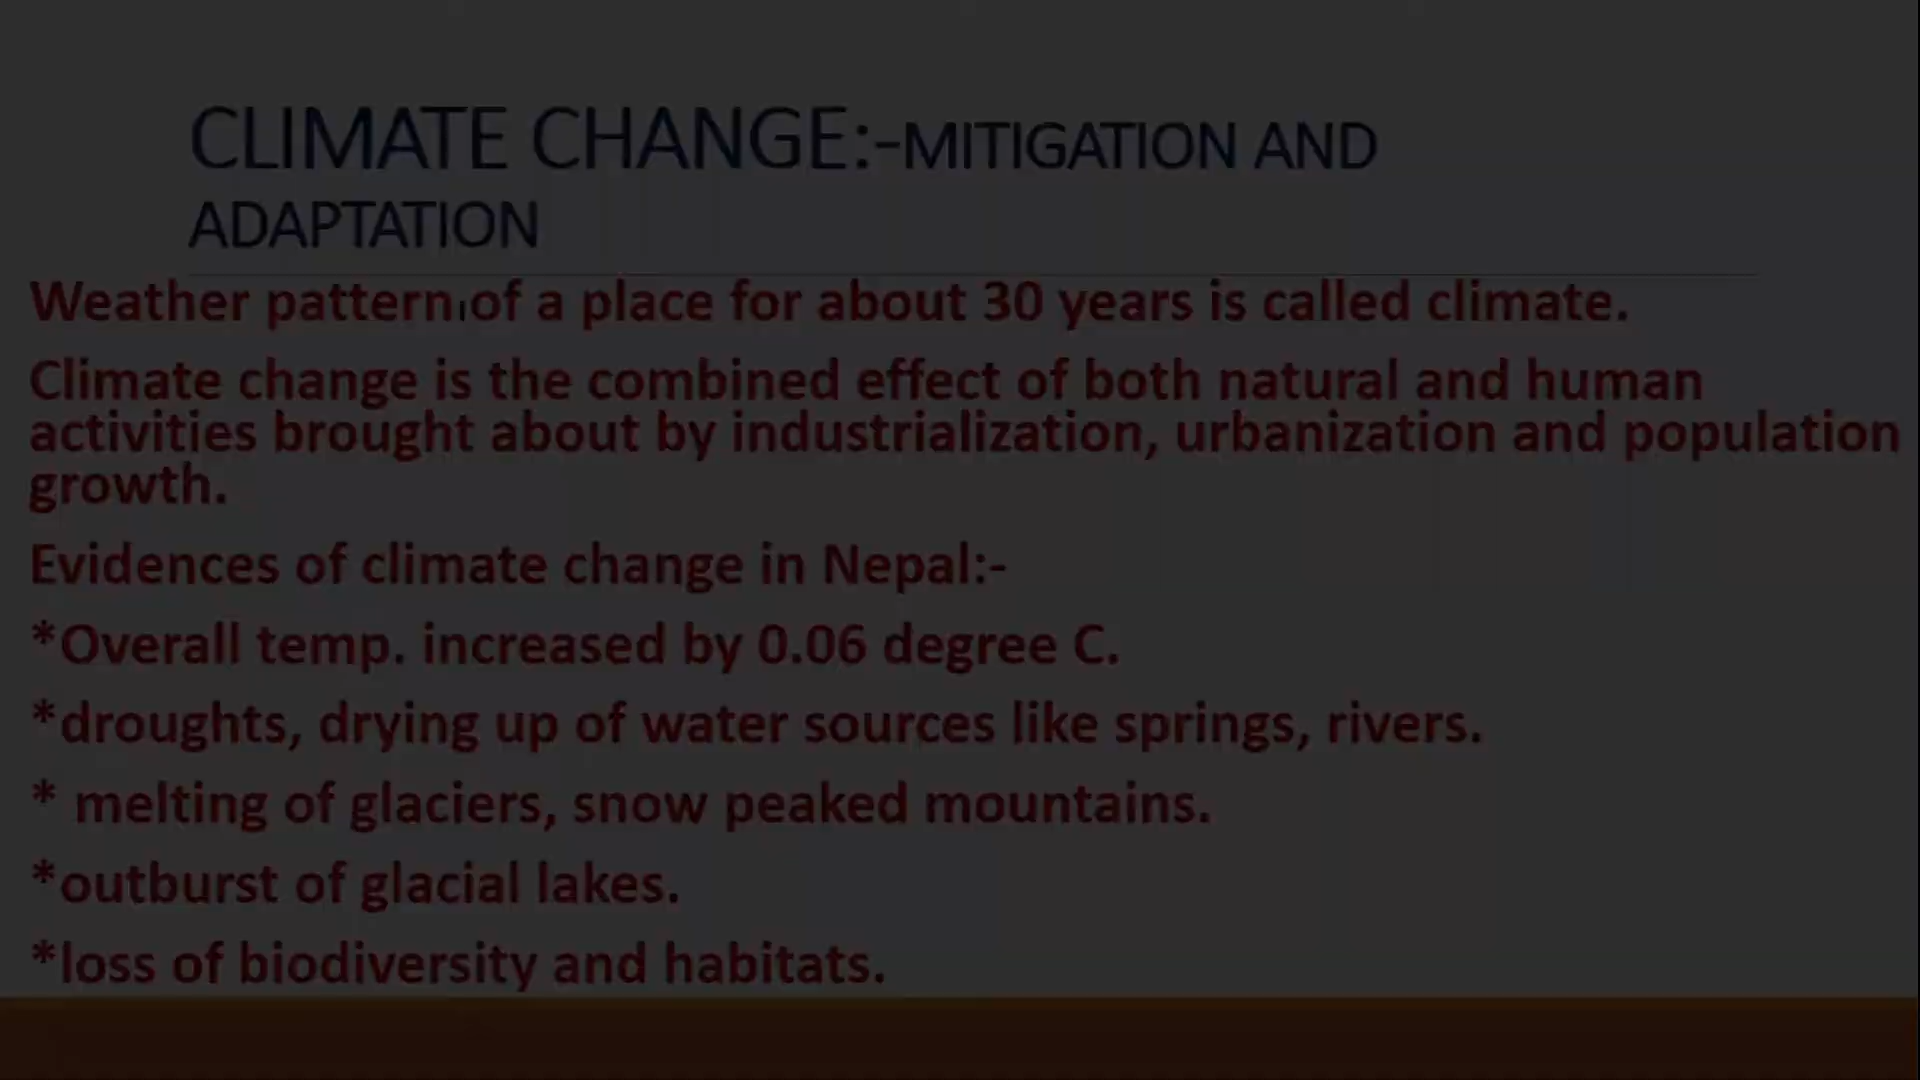 CLIMATE CHANGE:-MITIGATION AND
ADAPTATION
Weather pattern of a place for about 30 years is called climate.
Climate change is the combined effect of both natural and human
activities brought about by industrialization, urbanization and population
growth.
Evidences of climate change in Nepal:-
*Overall temp. increased by 0.06 degree C.
*droughts, drying up of water sources like springs, rivers.
* melting of glaciers, snow peaked mountains.
*outburst of glacial lakes.
*loss of biodiversity and habitats.